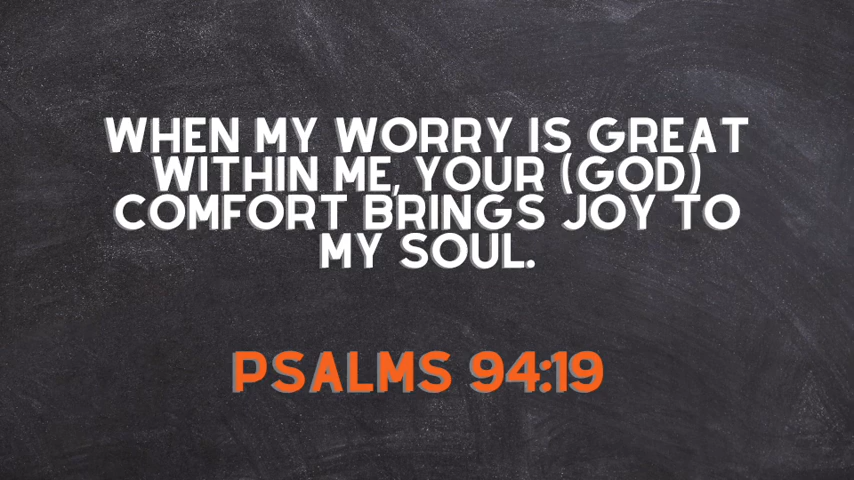 WHEN MY WORRY IS GREAT
WITHIN ME, YOUR (GOD)
COMFORT BRINGS JOY TO
MY SOUL.
PSALMS 94:19